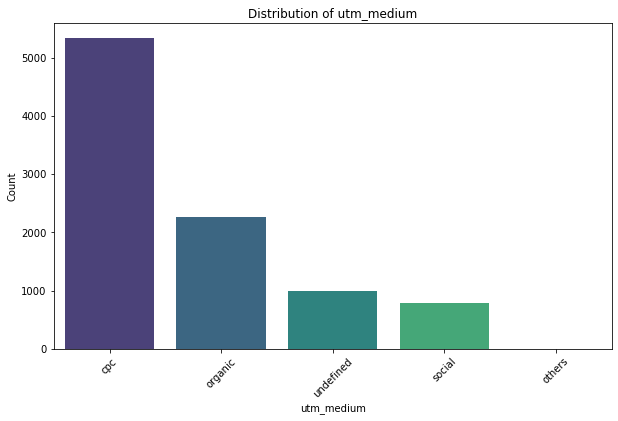 Distribution of utm_medium
Count
5000
4000
3000
2000
1000
0
cpc
organic
undefined
social
others
utm_medium